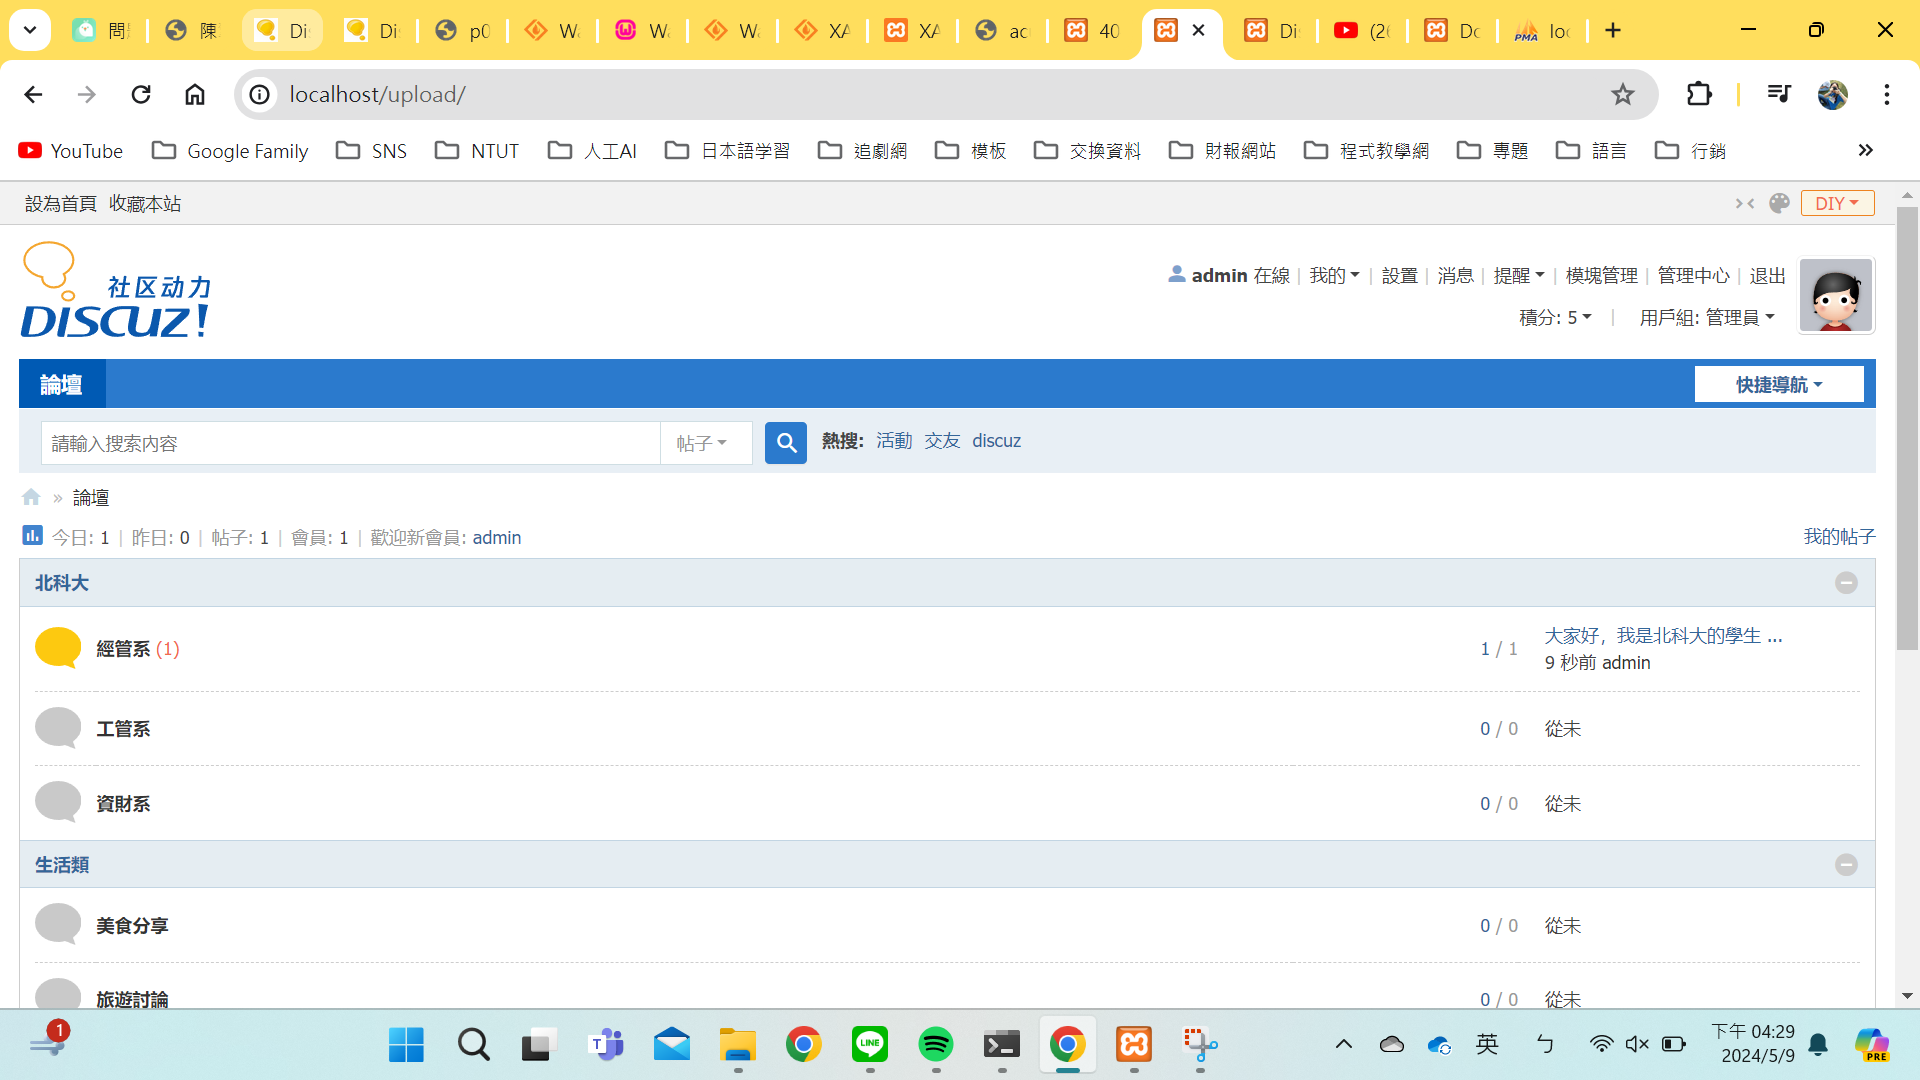 問題
陳
Dis
Dis
p0
Wa
Wa
Wa
XA
XA
ac
40
Di
(26
Do
loc
localhost/upload/
YouTube Google Family SNS NTUT 人工AI 日本語学習 追劇網 模板 交換資料 財報網站 程式教學網 專題 語言 行銷
設為首頁 收藏本站
DIY
社区动力
DISCUZ!
admin 在線 | 我的 | 設置 | 消息 | 提醒 | 模塊管理 | 管理中心 | 退出
積分: 5 | 用戶組: 管理員
論壇
快捷導航
請輸入搜索內容
帖子
熱搜: 活動 交友 discuz
» 論壇
今日: 1 | 昨日: 0 | 帖子: 1 | 會員: 1 | 歡迎新會員: admin
我的帖子
北科大
經管系 (1)
1 / 1
大家好，我是北科大的學生 ...
9 秒前 admin
工管系
0 / 0
從未
資財系
0 / 0
從未
生活類
美食分享
0 / 0
從未
旅遊討論
0 / 0
從未
1
LINE
英
ㄅ
下午 04:29
2024/5/9
PRE